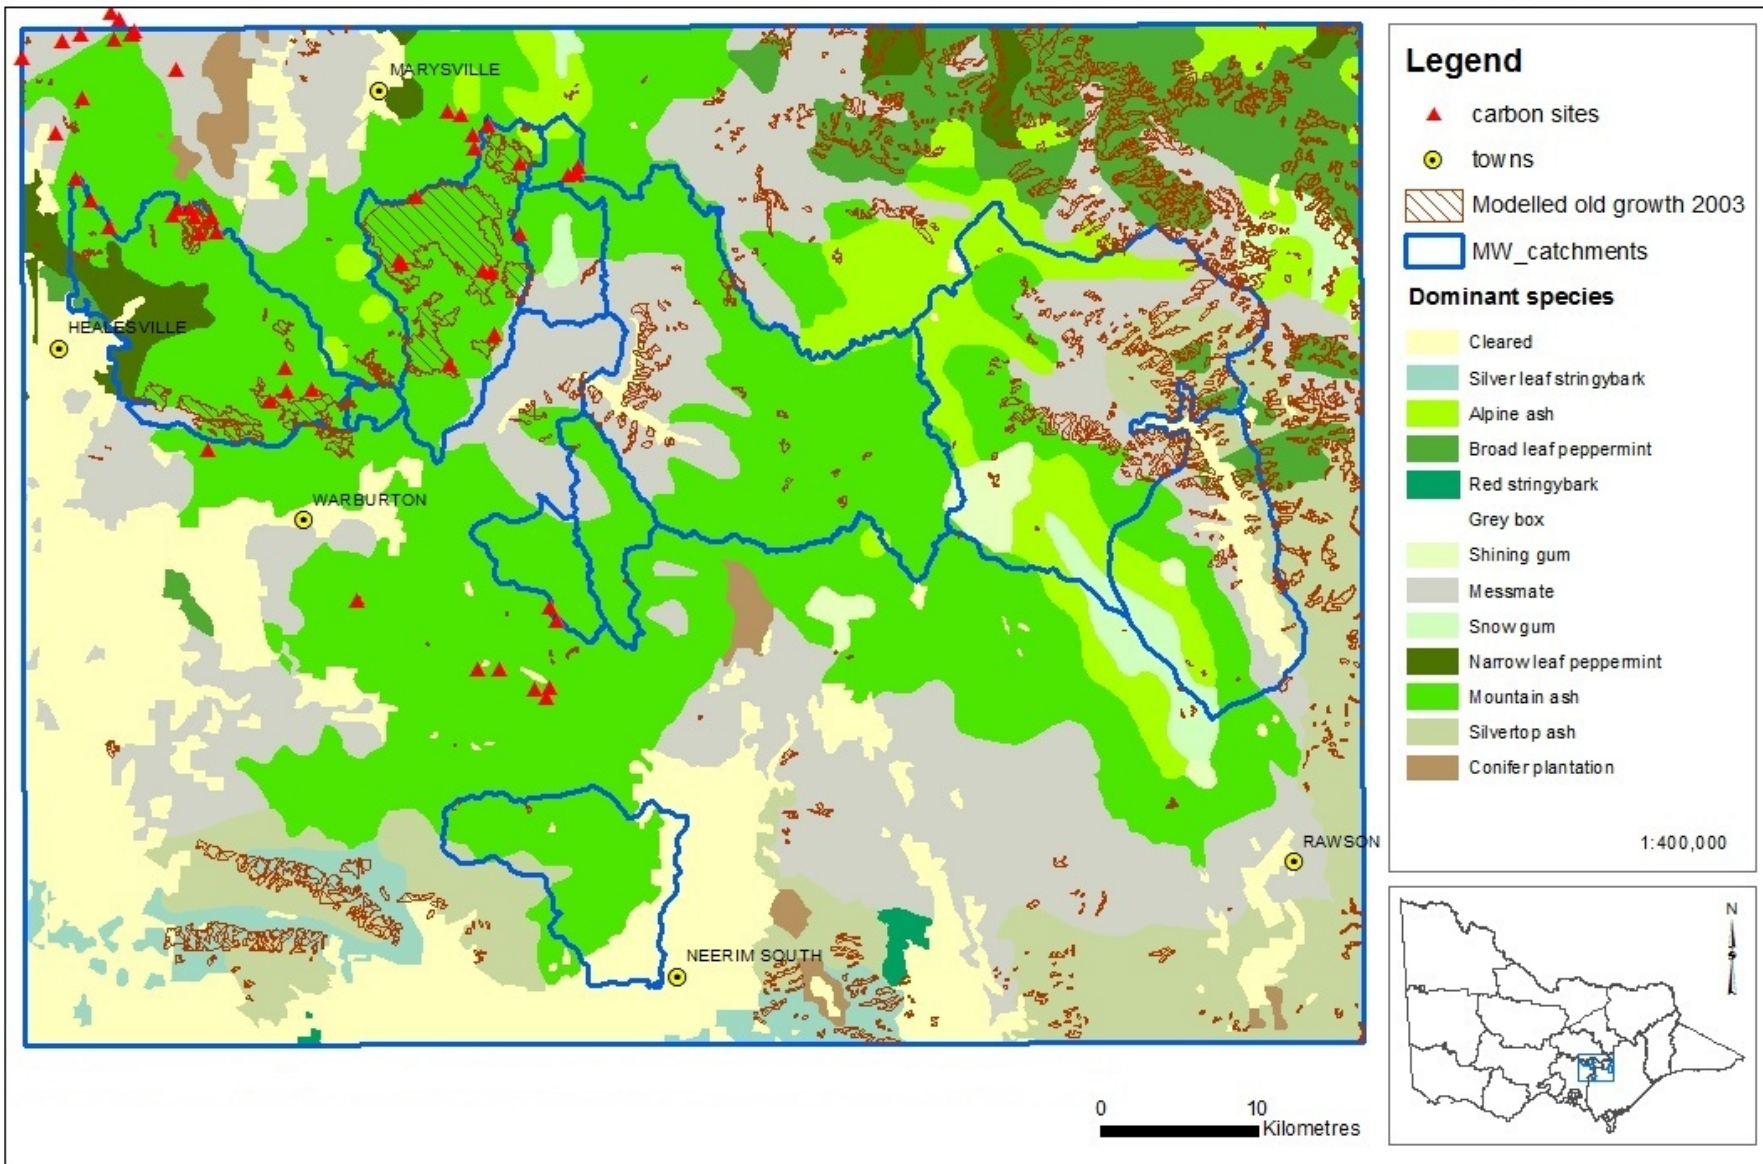 MARYSVILLE
HEALESVILLE
WARBURTON
RAWSON
NEERIM SOUTH
0 10
Kilometres
Legend
carbon sites
towns
Modelled old growth 2003
MW_catchments
Dominant species
Cleared
Silver leaf stringybark
Alpine ash
Broad leaf peppermint
Red stringybark
Grey box
Shining gum
Messmate
Snow gum
Narrow leaf peppermint
Mountain ash
Silvertop ash
Conifer plantation
1:400,000
N